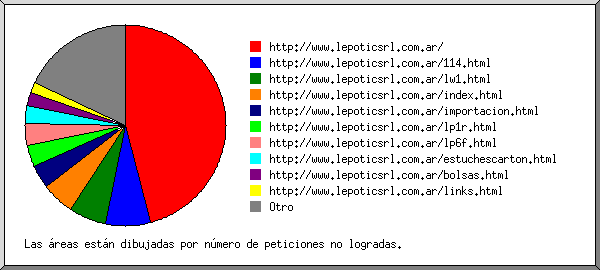 http://www.lepoticsrl.com.ar/
http://www.lepoticsrl.com.ar/114.html
http://www.lepoticsrl.com.ar/lw1.html
http://www.lepoticsrl.com.ar/index.html
http://www.lepoticsrl.com.ar/importacion.html
http://www.lepoticsrl.com.ar/lp1r.html
http://www.lepoticsrl.com.ar/lp6f.html
http://www.lepoticsrl.com.ar/estuchescarton.html
http://www.lepoticsrl.com.ar/bolsas.html
http://www.lepoticsrl.com.ar/links.html
Otro
Las áreas están dibujadas por número de peticiones no logradas.